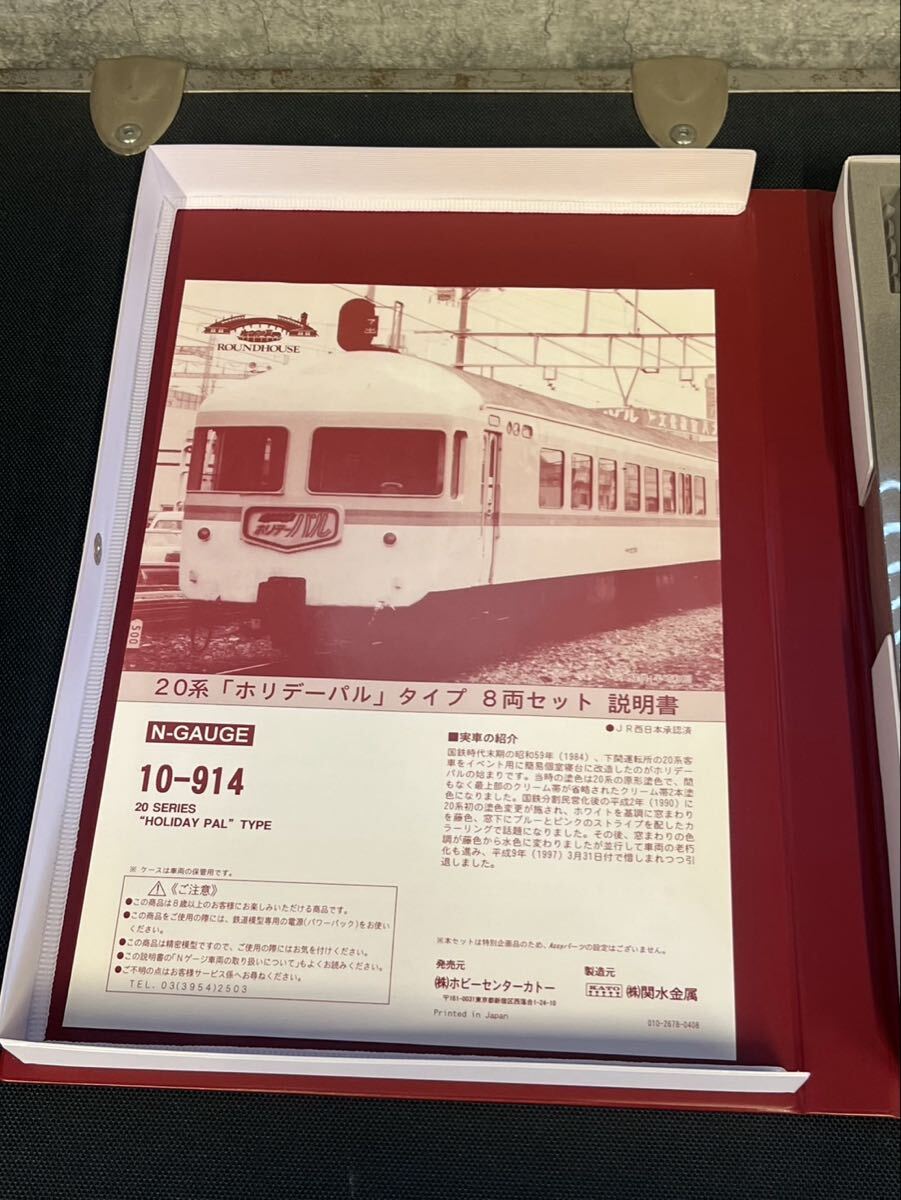 ROUNDHOUSE
ホリデーパル
500
20系「ホリデーパル」タイプ 8両セット 説明書
●JR西日本承認済
N-GAUGE
10-914
20 SERIES
"HOLIDAY PAL" TYPE
※ ケースは車両の保管用です。
⚠《ご注意》
●この商品は8歳以上のお客様にお楽しみいただける商品です。
●この商品をご使用の際には、鉄道模型専用の電源(パワーパック)をお使い
ください。
●この商品は精密模型ですので、ご使用の際にはお気を付けください。
●この説明書の「Nゲージ車両の取り扱いについて」もよくお読みください。
●ご不明の点はお客様サービス係へお尋ねください。
TEL. 03(3954)2503
■実車の紹介
国鉄時代末期の昭和59年(1984)、下関運転所の20系客
車をイベント用に簡易個室寝台に改造したのがホリデー
パルの始まりです。当時の塗色は20系の原形塗色で、間
もなく最上部のクリーム帯が省略されたクリーム帯2本塗
色になりました。国鉄分割民営化後の平成2年(1990)に
20系初の塗色変更が施され、ホワイトを基調に窓まわり
を藤色、窓下にブルーとピンクのストライプを配したカ
ラーリングで話題になりました。その後、窓まわりの色
調が藤色から水色に変わりましたが並行して車両の老朽
化も進み、平成9年(1997)3月31日付で惜しまれつつ引
退しました。
※本セットは特別企画品のため、Assyパーツの設定はございません。
発売元
㈱ホビーセンターカトー
〒161-0031東京都新宿区西落合1-24-10
Printed in Japan
製造元
KATO ㈱関水金属
010-2678-0408